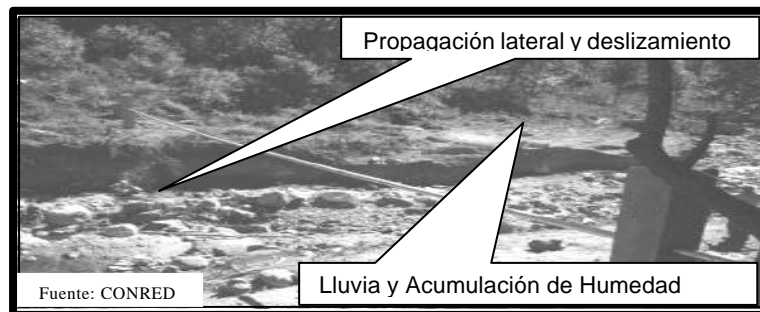 Propagación lateral y deslizamiento
Lluvia y Acumulación de Humedad
Fuente: CONRED